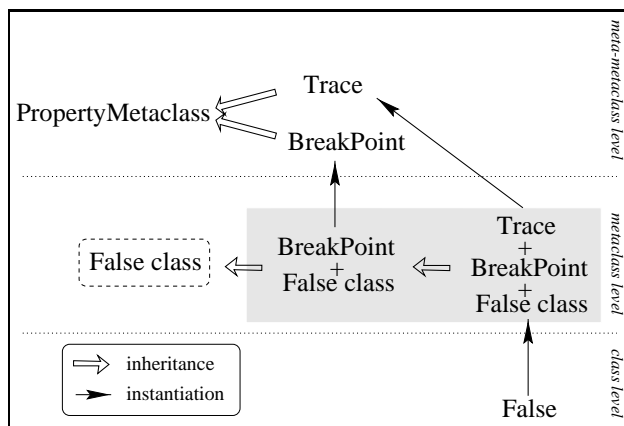 meta-metaclass level
Trace
PropertyMetaclass
BreakPoint
metaclass level
False class
BreakPoint
+
False class
Trace
+
BreakPoint
+
False class
class level
inheritance
instantiation
False